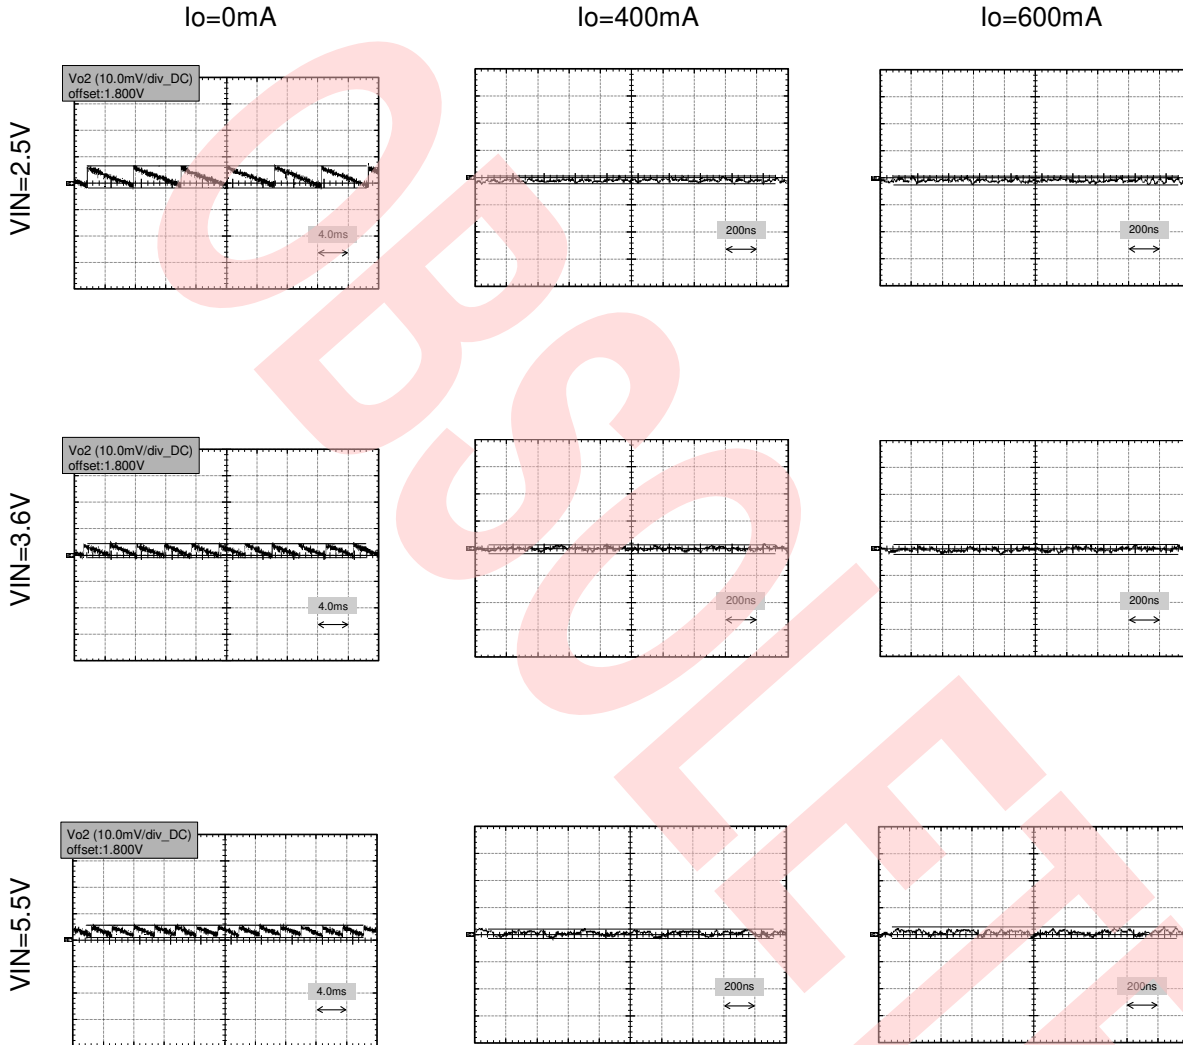 Io=0mA
Io=400mA
Io=600mA
VIN=2.5V
Vo2 (10.0mV/div_DC)
offset:1.800V
4.0ms
200ns
200ns
VIN=3.6V
Vo2 (10.0mV/div_DC)
offset:1.800V
4.0ms
200ns
200ns
VIN=5.5V
Vo2 (10.0mV/div_DC)
offset:1.800V
4.0ms
200ns
200ns
OBSOLETE